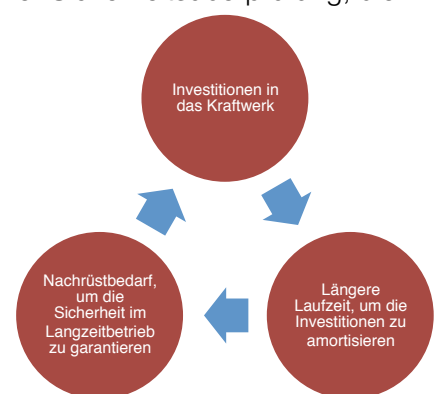 Investitionen in
das Kraftwerk
Längere
Laufzeit, um die
Investitionen zu
amortisieren
Nachrüstbedarf,
um die
Sicherheit im
Langzeitbetrieb
zu garantieren